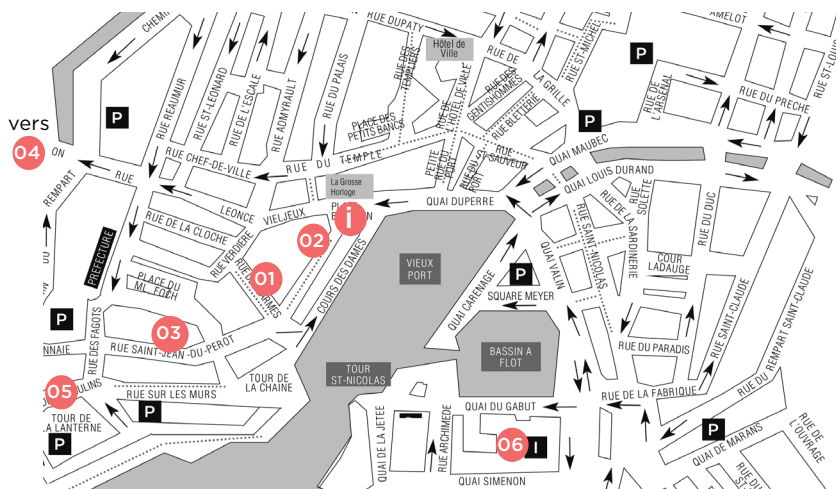 CHEMI
RUE DUPATY
Hôtel de
Ville
RUE DE
LA GRILLE
RUE ST-MICHEL
AMELOT
RUE ST-LOUIS
P
P
P
RUE REAUMUR
RUE ST-LEONARD
RUE DE L'ESCALE
RUE ADMYRAULT
RUE DU PALAIS
RUE DES
TEMPLIERS
RUE DE
L'HOTEL DE VILLE
RUE DES
GENTILSHOMMES
RUE BLETTERIE
RUE DE
L'ARSENAL
RUE DU PRECHE
PLACE DES
PETITS BANCS
vers
04
ON
RUE
RUE CHEF-DE-VILLE
RUE DU TEMPLE
PETITE
RUE DU
PORT
RUE DU
PORT
RUE
ST-SAUVEUR
QUAI MAUBEC
QUAI LOUIS DURAND
REMPART
DU
La Grosse
Horloge
i
QUAI DUPERRE
LEONCE
VIELJEUX
RUE DE LA CLOCHE
RUE VERDIERE
02
01
COURS DES DAMES
VIEUX
PORT
QUAI CARENAGE
P
SQUARE MEYER
QUAI VALIN
RUE SAINT-NICOLAS
RUE DE LA SARDINERIE
RUE
SOLETTE
RUE DU DUC
COUR
LADAUGE
PREFECTURE
PLACE DU
ML. FOCH
P
NNAIE
RUE DES FAGOTS
03
RUE SAINT-JEAN-DU-PEROT
RUE DU PARADIS
RUE SAINT-CLAUDE
RUE DU REMPART SAINT-CLAUDE
BASSIN A
FLOT
TOUR
ST-NICOLAS
TOUR DE
LA CHAINE
05
RUE SUR LES MURS
P
TOUR DE
LA LANTERNE
P
QUAI DU GABUT
RUE DE LA FABRIQUE
QUAI DE LA JETEE
RUE ARCHIMEDE
06
I
QUAI SIMENON
P
QUAI DE MARANS
RUE DE
L'OUVRAGE
RUE DU